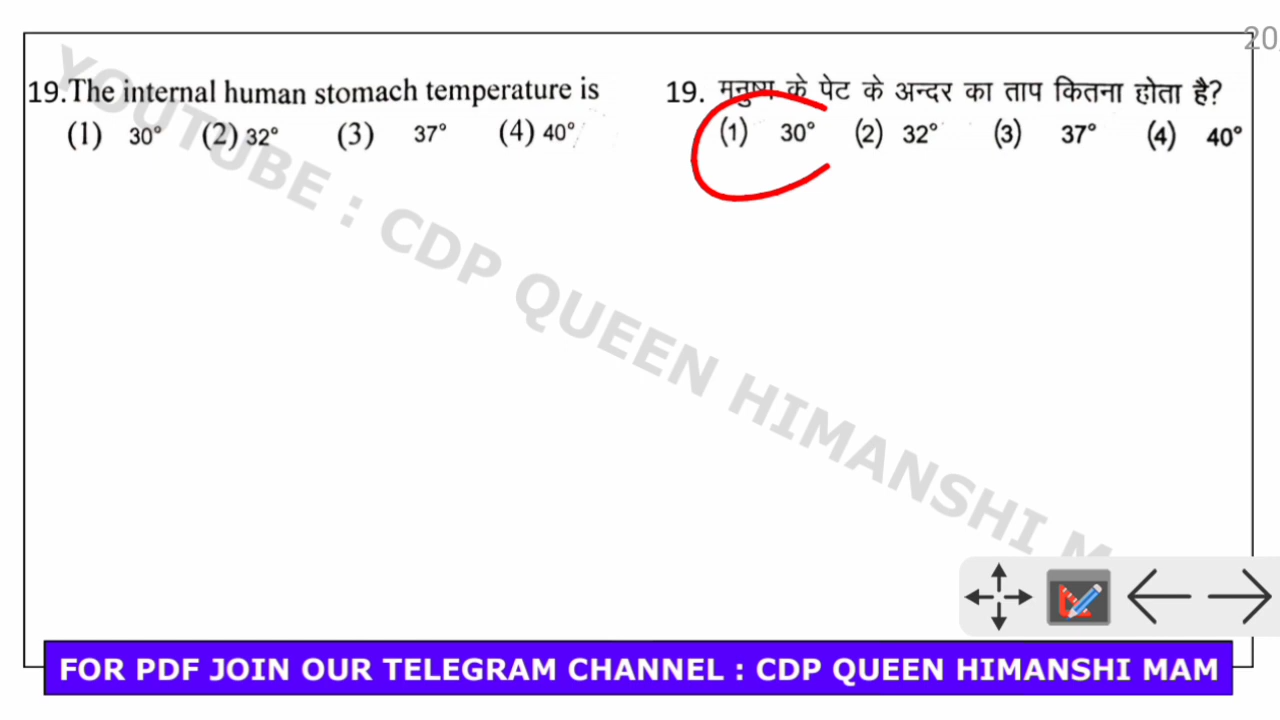 20
19.The internal human stomach temperature is
(1) 30° (2) 32° (3) 37° (4) 40°
19. मनुष्य के पेट के अन्दर का ताप कितना होता है?
(1) 30° (2) 32° (3) 37° (4) 40°
YOUTUBE : CDP QUEEN HIMANSHI M
FOR PDF JOIN OUR TELEGRAM CHANNEL : CDP QUEEN HIMANSHI MAM